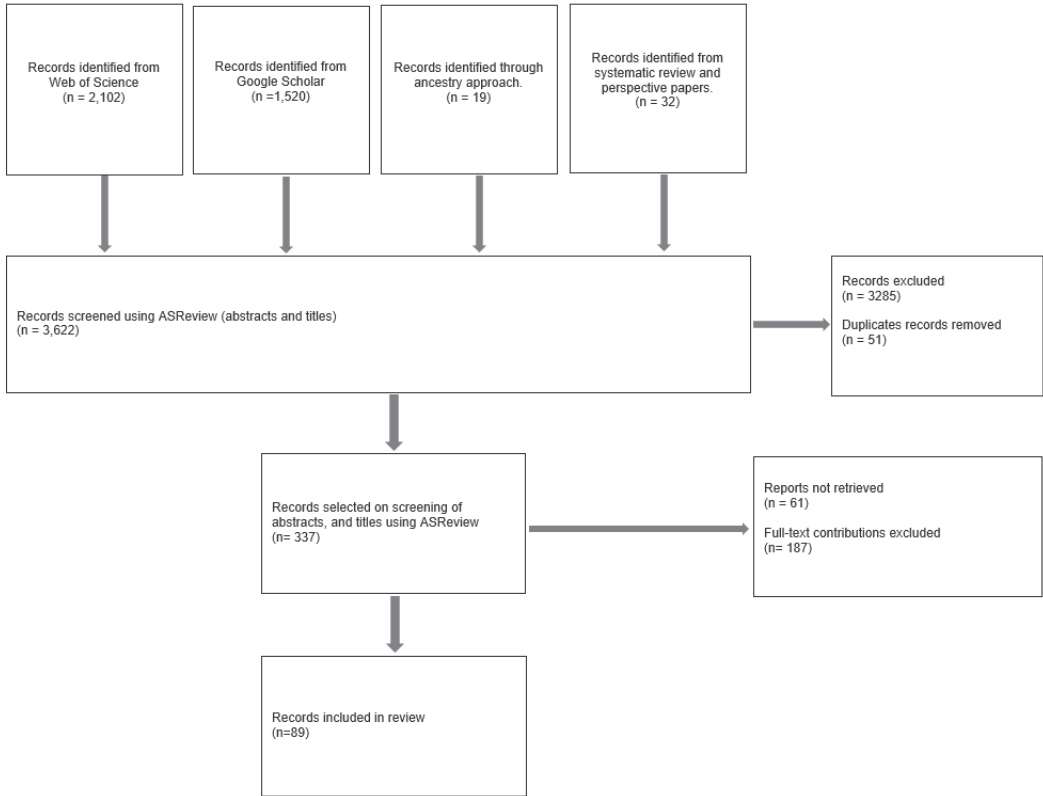 Records identified from
Web of Science
(n = 2,102)
Records identified from
Google Scholar
(n =1,520)
Records identified through
ancestry approach.
(n = 19)
Records identified from
systematic review and
perspective papers.
(n = 32)
Records screened using ASReview (abstracts and titles)
(n = 3,622)
Records excluded
(n = 3285)
Duplicates records removed
(n = 51)
Records selected on screening of
abstracts, and titles using ASReview
(n= 337)
Reports not retrieved
(n = 61)
Full-text contributions excluded
(n= 187)
Records included in review
(n=89)